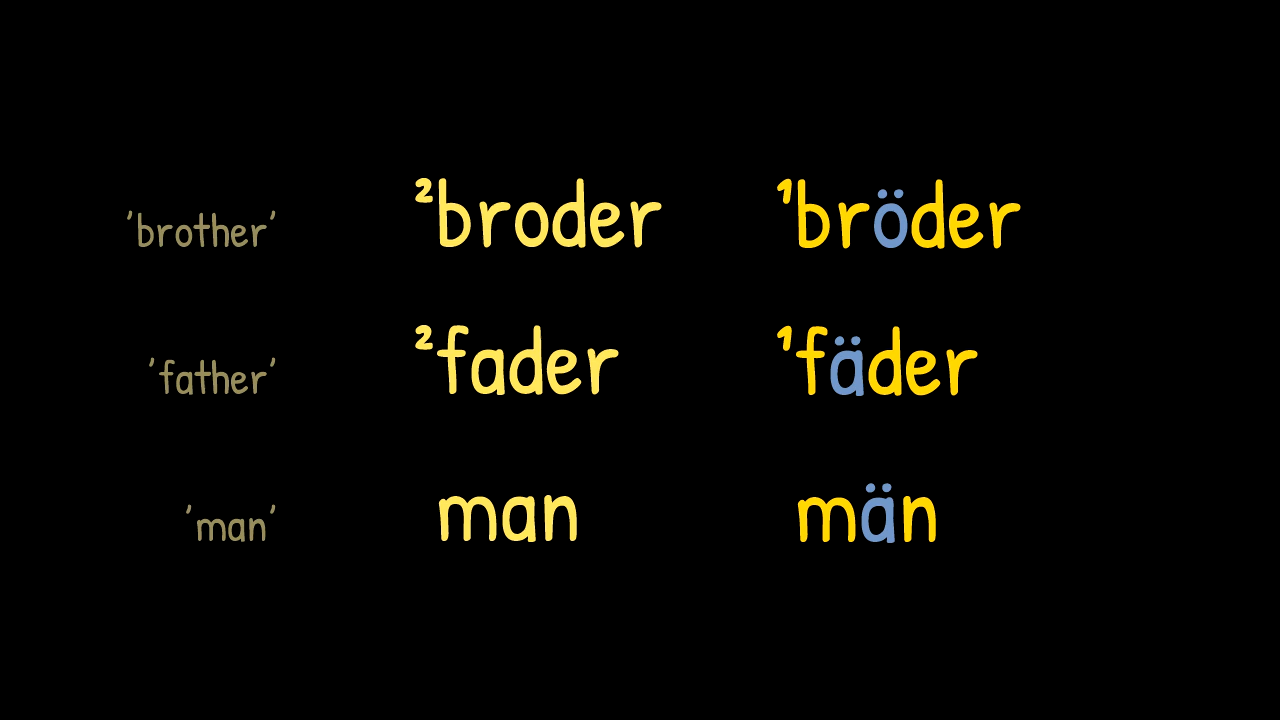 'brother' ²broder ¹bröder
'father' ²fader ¹fäder
'man' man män